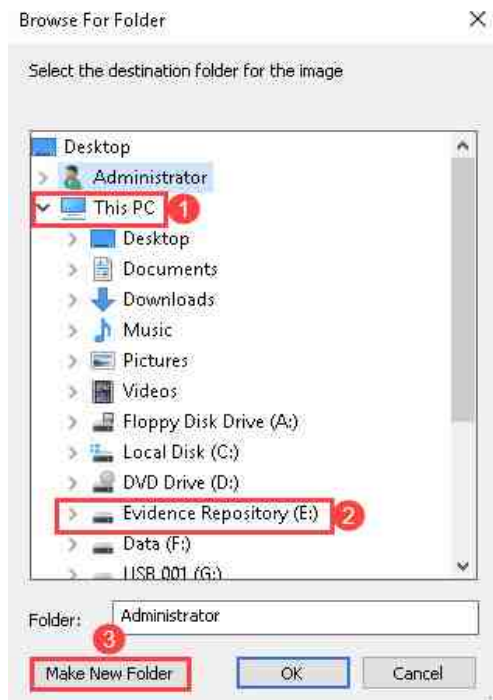 Browse For Folder
Select the destination folder for the image
Desktop
Administrator
This PC 1
Desktop
Documents
Downloads
Music
Pictures
Videos
Floppy Disk Drive (A:)
Local Disk (C:)
DVD Drive (D:)
Evidence Repository (E:) 2
Data (F:)
USB 001 (G:)
Folder: Administrator
3
Make New Folder OK Cancel